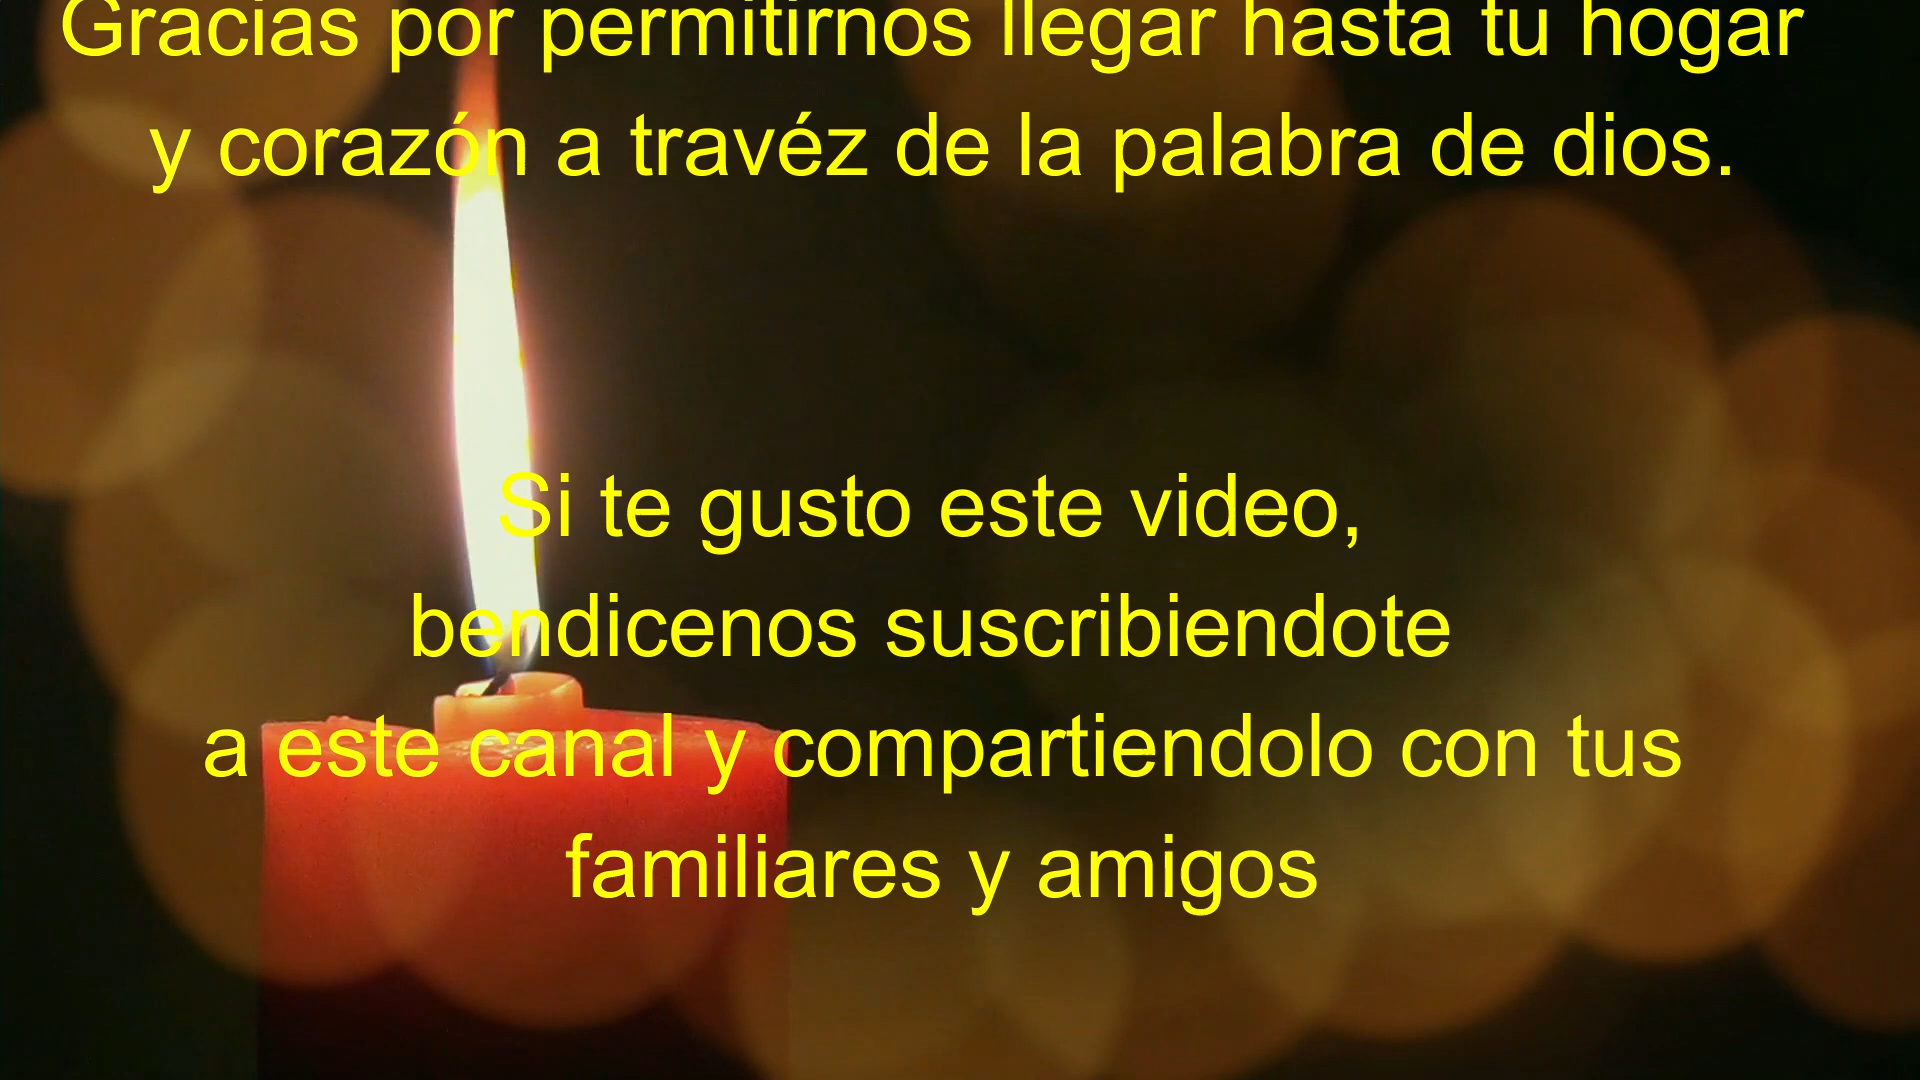 Gracias por permitirnos llegar hasta tu hogar
y corazón a travéz de la palabra de dios.
Si te gusto este video,
bendicenos suscribiendote
a este canal y compartiendolo con tus
familiares y amigos